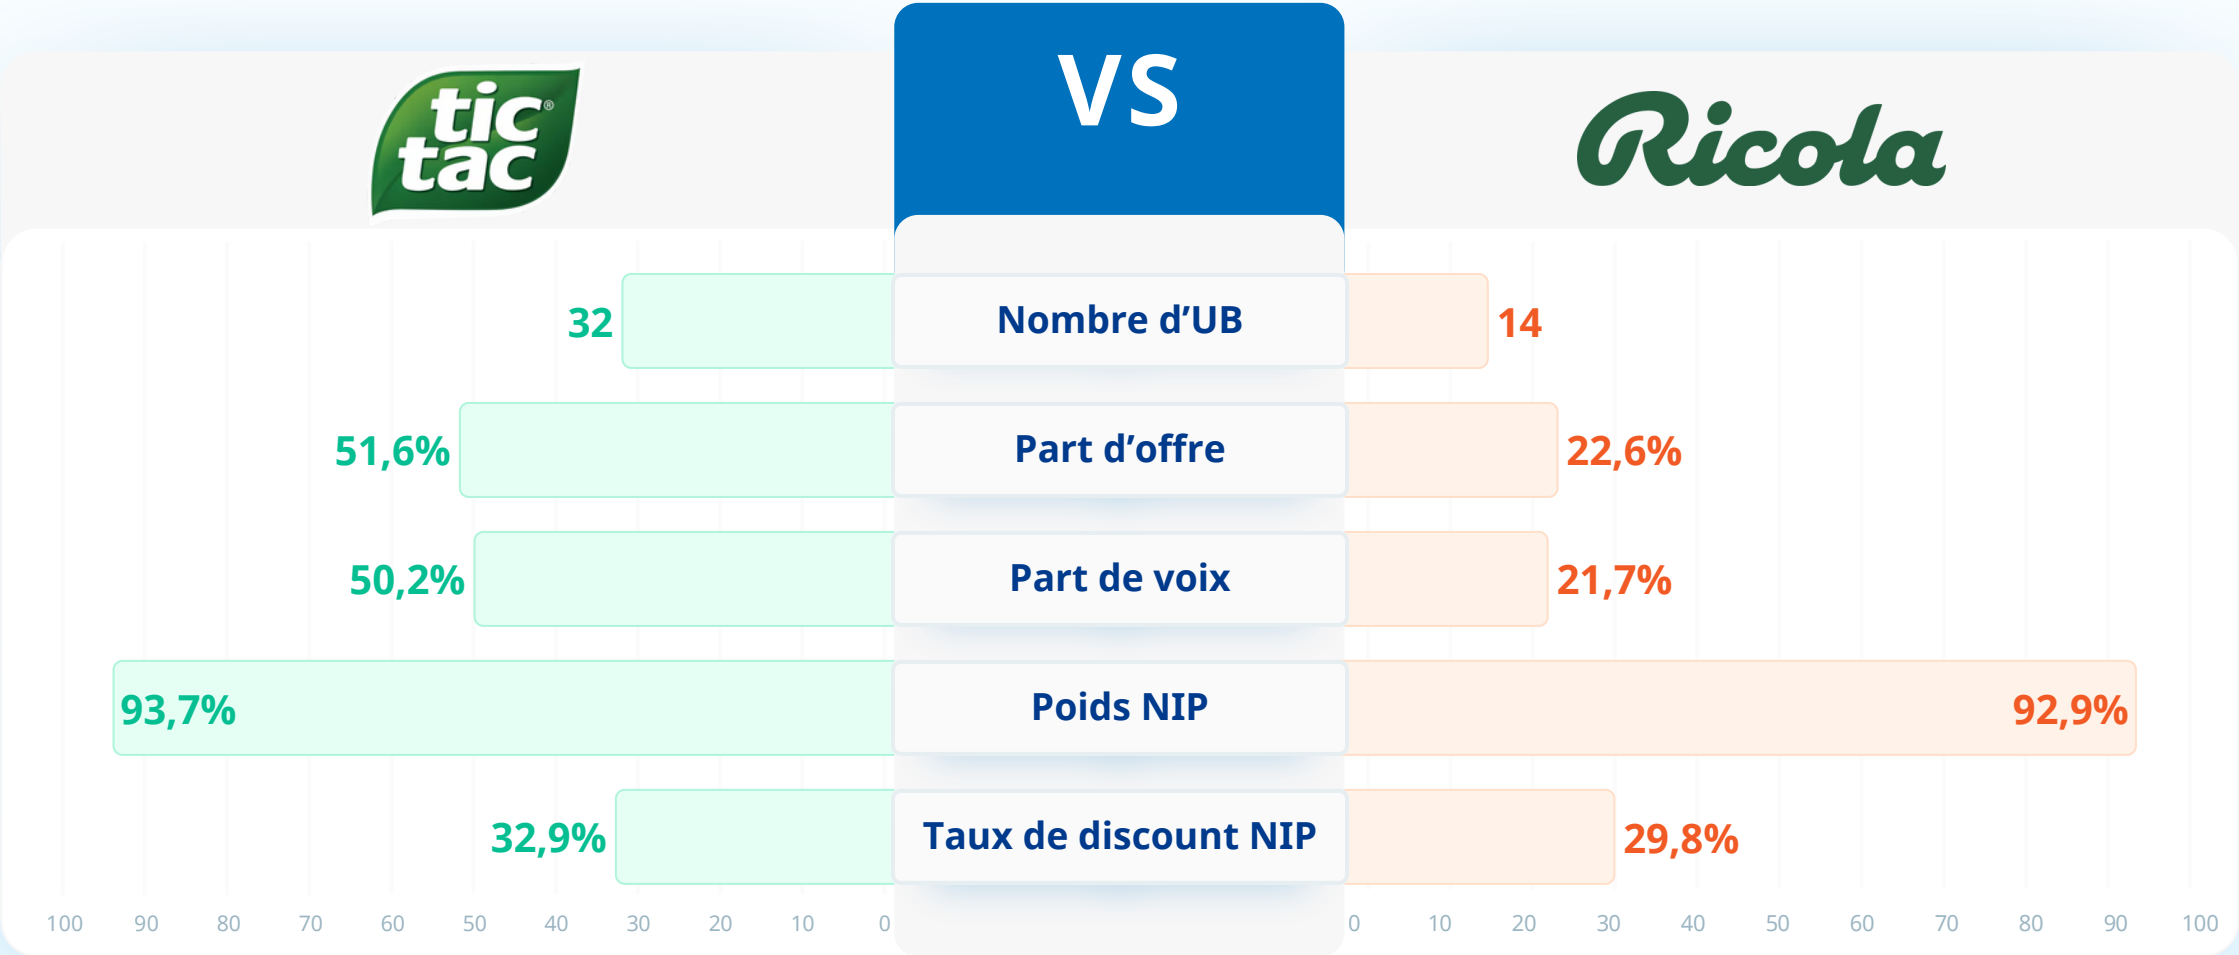 tic
tac®
VS
Ricola
32 Nombre d’UB 14
51,6% Part d’offre 22,6%
50,2% Part de voix 21,7%
93,7% Poids NIP 92,9%
32,9% Taux de discount NIP 29,8%
100 90 80 70 60 50 40 30 20 10 0 0 10 20 30 40 50 60 70 80 90 100